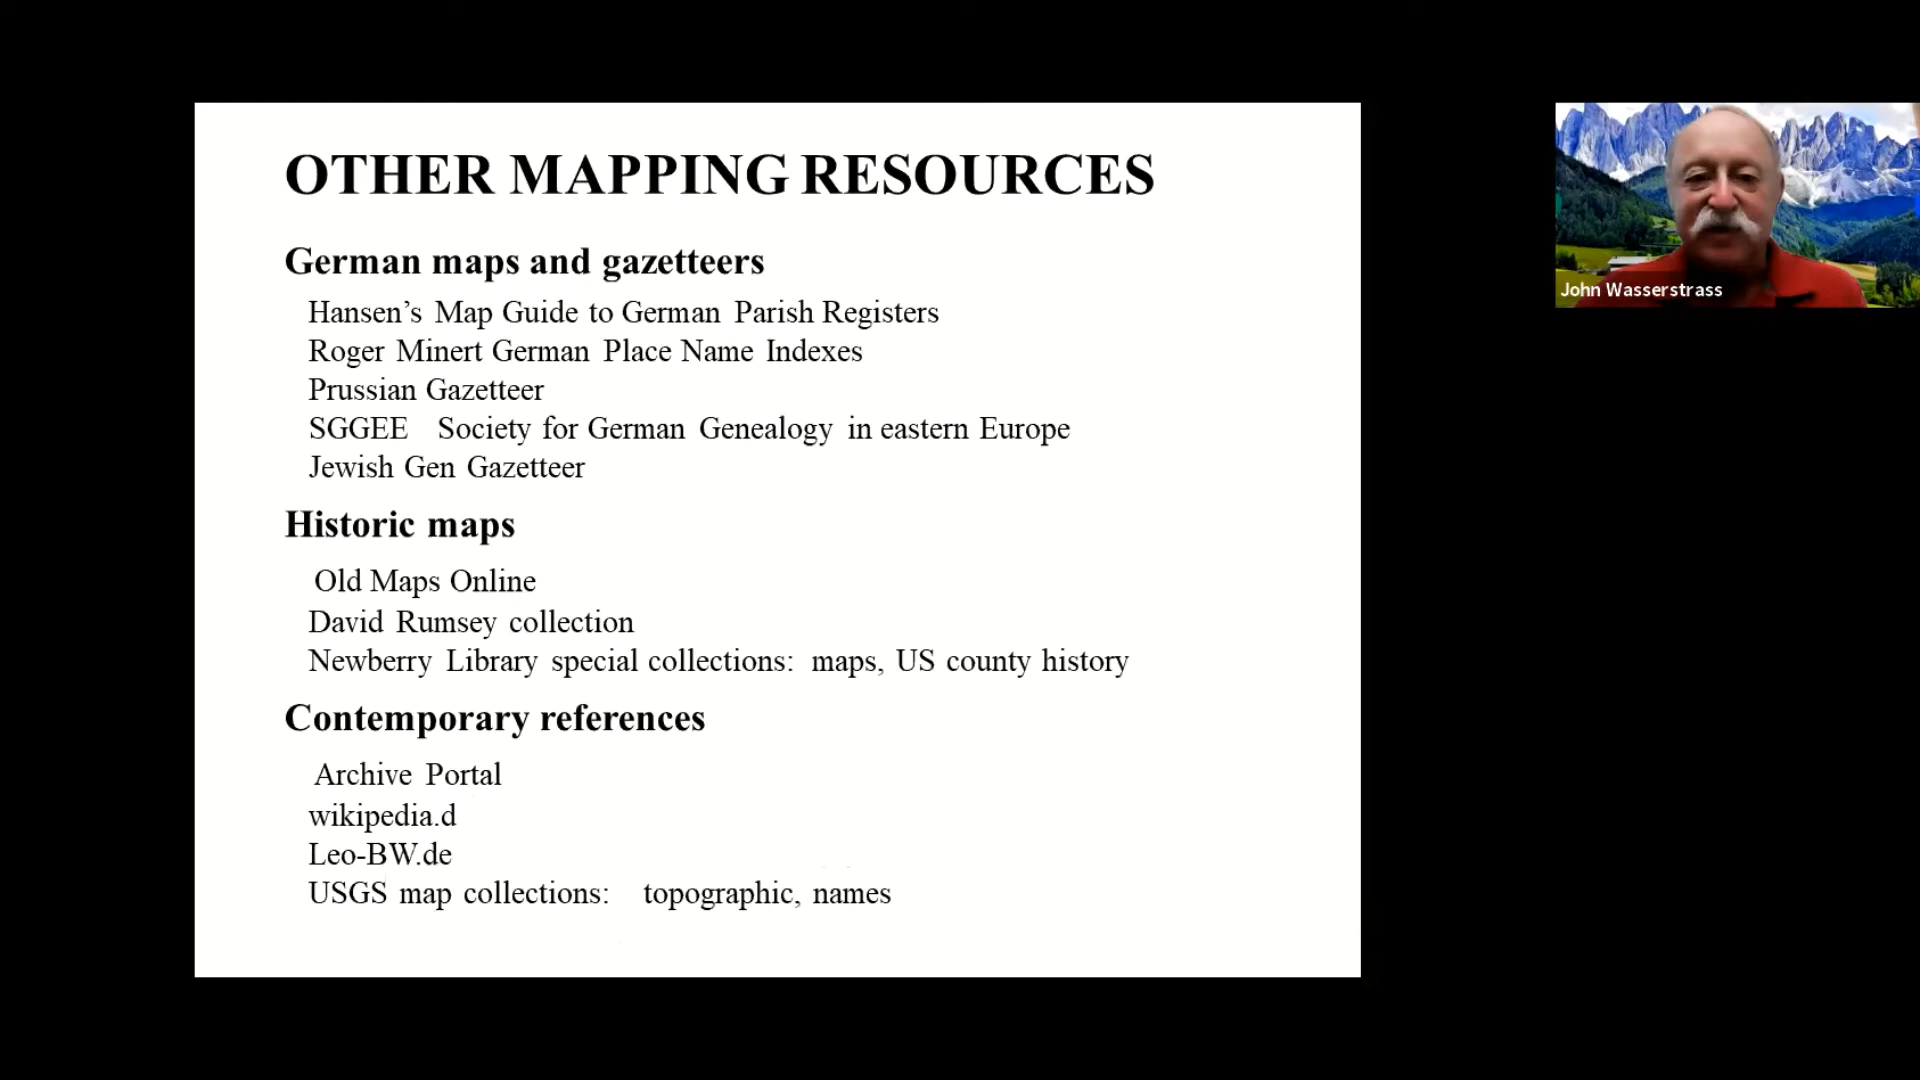 OTHER MAPPING RESOURCES
German maps and gazetteers
Hansen’s Map Guide to German Parish Registers
Roger Minert German Place Name Indexes
Prussian Gazetteer
SGGEE Society for German Genealogy in eastern Europe
Jewish Gen Gazetteer
Historic maps
Old Maps Online
David Rumsey collection
Newberry Library special collections: maps, US county history
Contemporary references
Archive Portal
wikipedia.d
Leo-BW.de
USGS map collections: topographic, names
John Wasserstrass